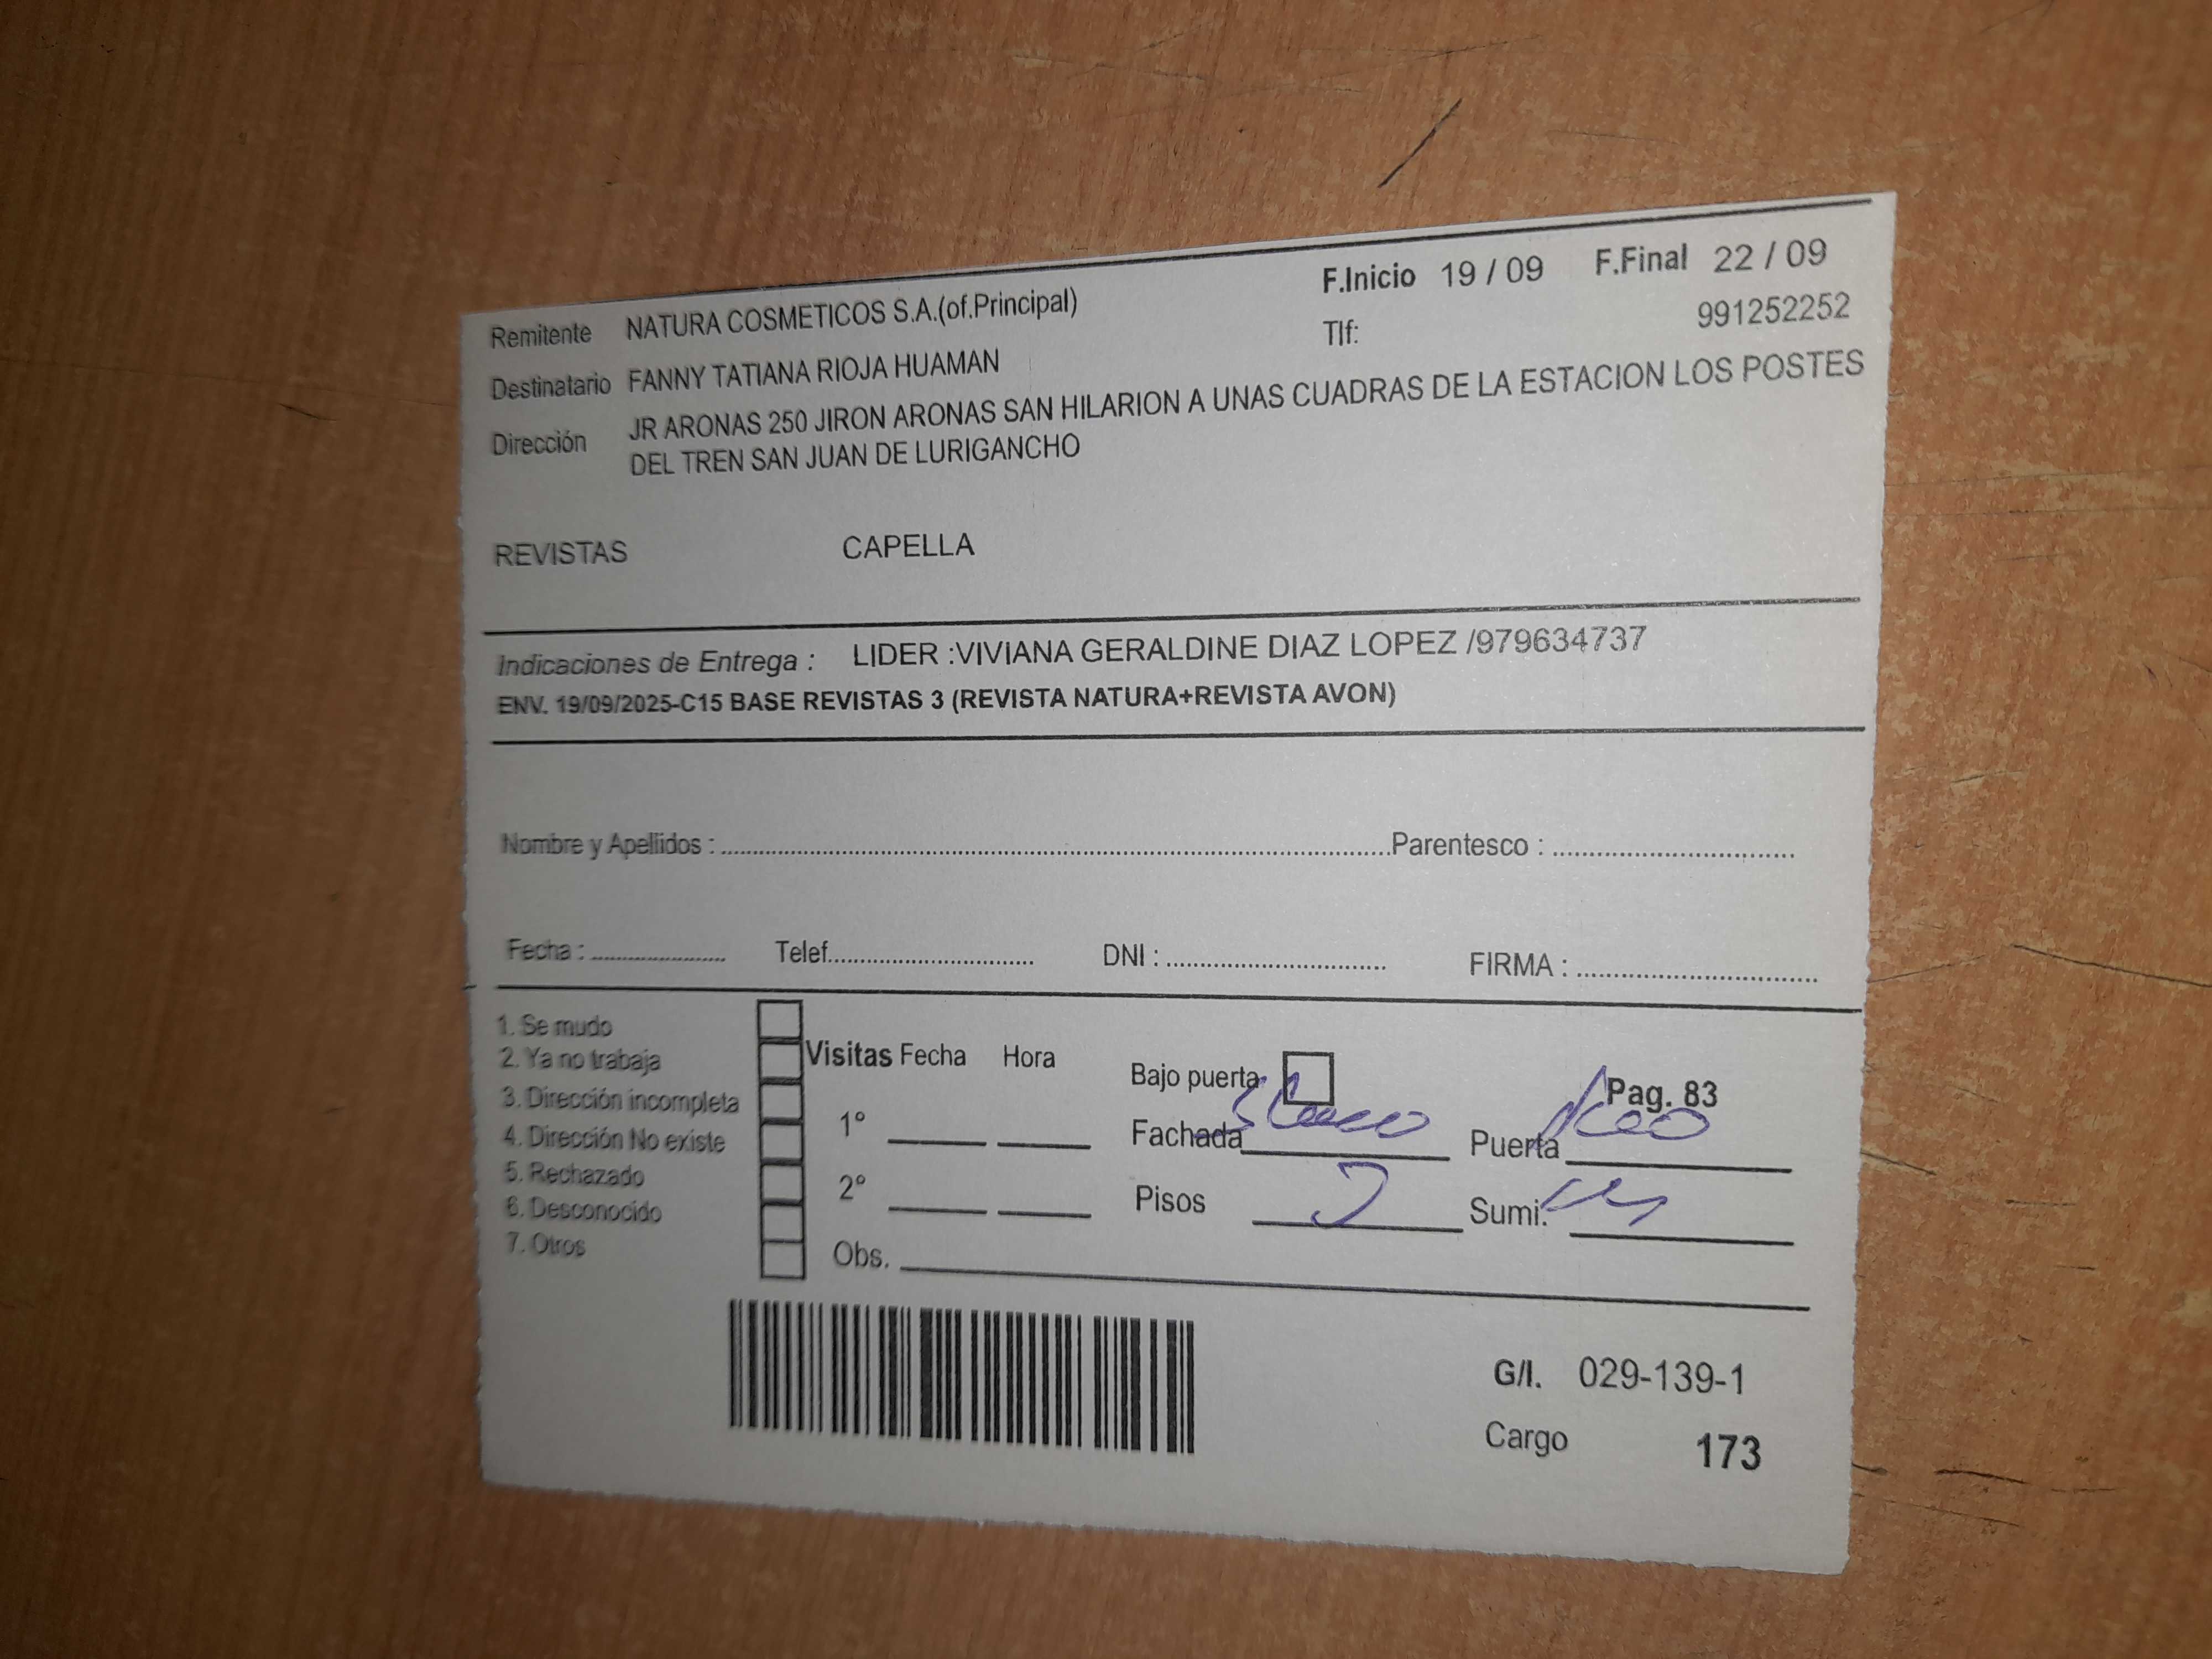 F.Inicio 19 / 09 F.Final 22 / 09
Remitente NATURA COSMETICOS S.A.(of.Principal) Tlf: 991252252
Destinatario FANNY TATIANA RIOJA HUAMAN
Dirección JR ARONAS 250 JIRON ARONAS SAN HILARION A UNAS CUADRAS DE LA ESTACION LOS POSTES
DEL TREN SAN JUAN DE LURIGANCHO
REVISTAS CAPELLA
Indicaciones de Entrega : LIDER :VIVIANA GERALDINE DIAZ LOPEZ /979634737
ENV. 19/09/2025-C15 BASE REVISTAS 3 (REVISTA NATURA+REVISTA AVON)
Nombre y Apellidos : Parentesco :
Fecha : Telef. DNI : FIRMA :
1. Se mudo
2. Ya no trabaja
3. Dirección incompleta
4. Dirección No existe
5. Rechazado
6. Desconocido
7. Otros
Visitas Fecha Hora
1°
2°
Obs.
Bajo puerta Pag. 83
Fachada Puerta
Pisos 2 Sumi.
G/I. 029-139-1
Cargo 173